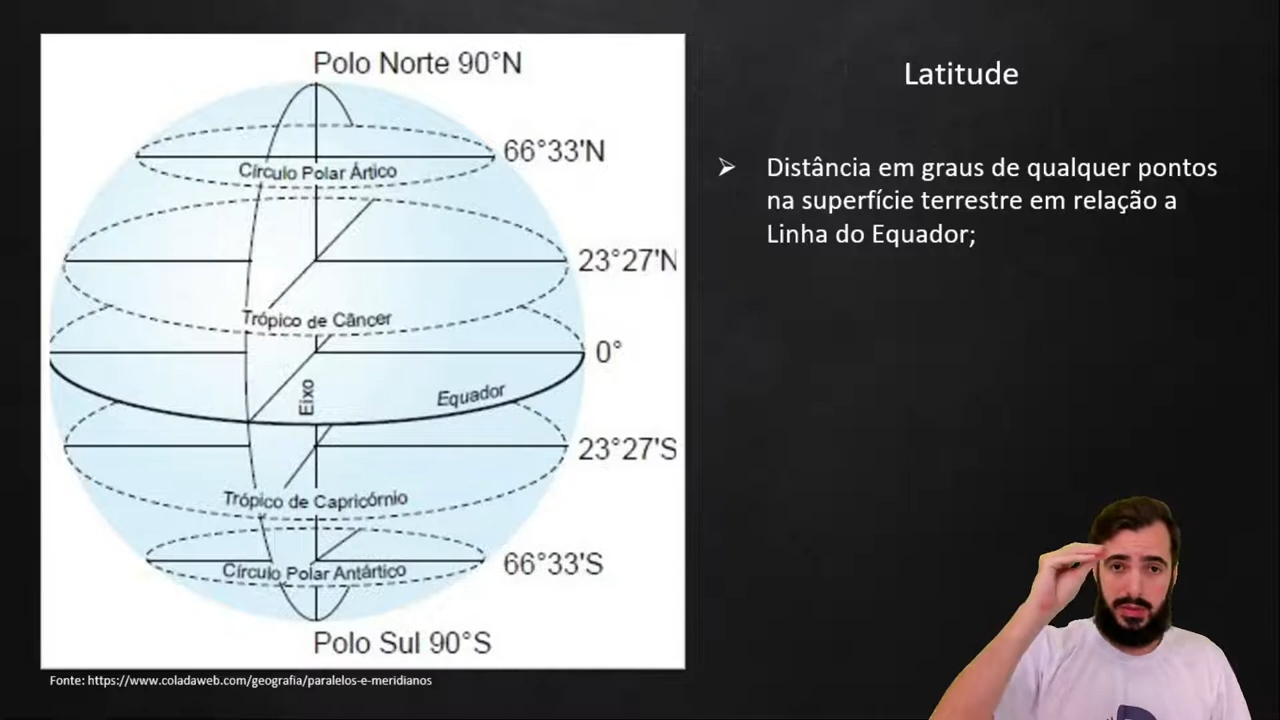 Polo Norte 90°N
66°33'N
Círculo Polar Ártico
23°27'N
Trópico de Câncer
0°
Eixo
Equador
23°27'S
Trópico de Capricórnio
66°33'S
Círculo Polar Antártico
Polo Sul 90°S
Fonte: https://www.coladaweb.com/geografia/paralelos-e-meridianos
Latitude
Distância em graus de qualquer pontos
na superfície terrestre em relação a
Linha do Equador;